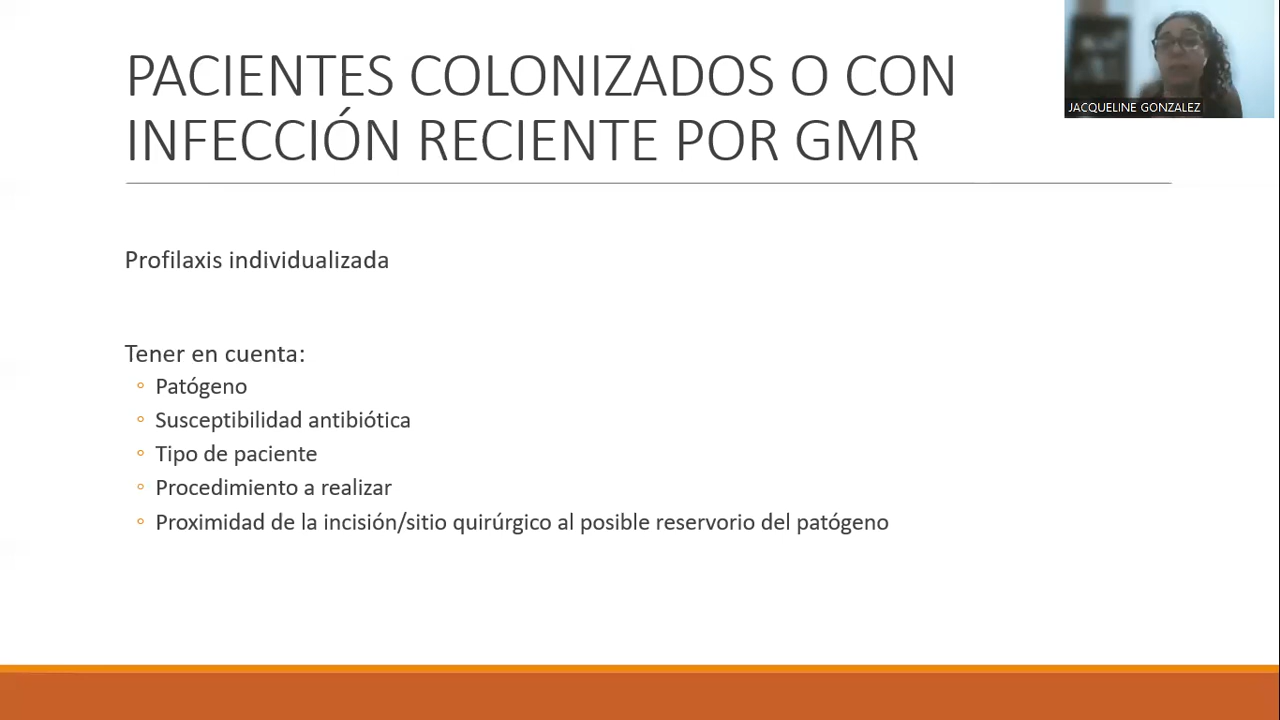 PACIENTES COLONIZADOS O CON
INFECCIÓN RECIENTE POR GMR
JACQUELINE GONZALEZ
Profilaxis individualizada
Tener en cuenta:
◦ Patógeno
◦ Susceptibilidad antibiótica
◦ Tipo de paciente
◦ Procedimiento a realizar
◦ Proximidad de la incisión/sitio quirúrgico al posible reservorio del patógeno